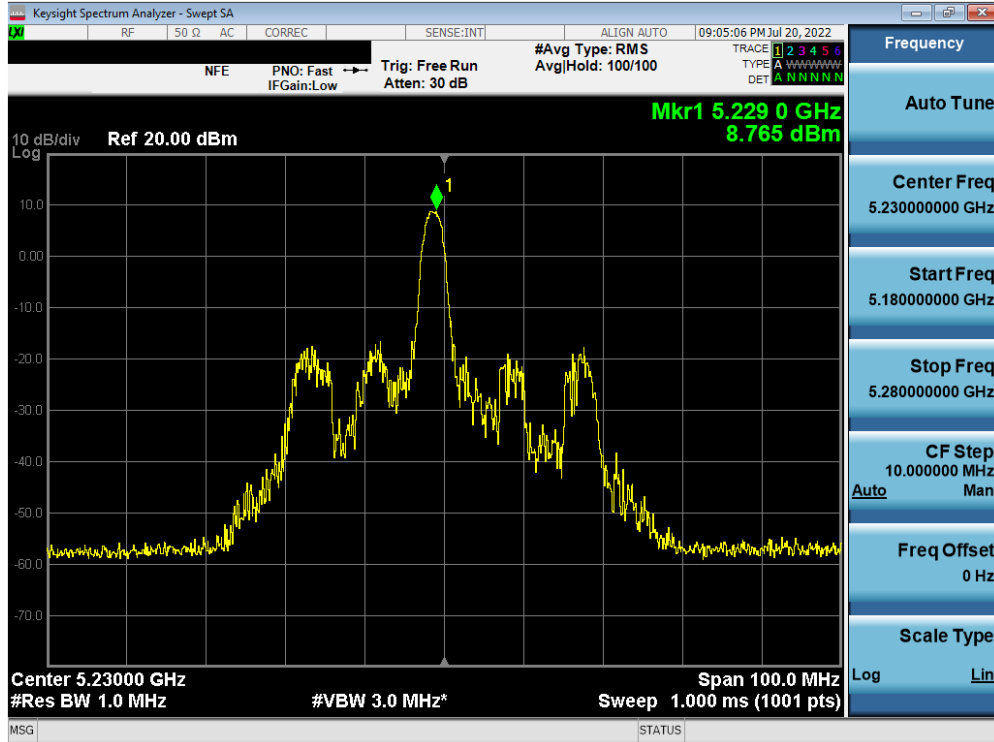 Keysight Spectrum Analyzer - Swept SA
LXI RF 50 Ω AC CORREC SENSE:INT ALIGN AUTO 09:05:06 PM Jul 20, 2022
NFE PNO: Fast Trig: Free Run #Avg Type: RMS TRACE 1 2 3 4 5 6
IFGain:Low Atten: 30 dB Avg|Hold: 100/100 TYPE A WWWWW
DET A N N N N N
Mkr1 5.229 0 GHz
8.765 dBm
10 dB/div Ref 20.00 dBm
Log
1
10.0
0.00
-10.0
-20.0
-30.0
-40.0
-50.0
-60.0
-70.0
Center 5.23000 GHz Span 100.0 MHz
#Res BW 1.0 MHz #VBW 3.0 MHz* Sweep 1.000 ms (1001 pts)
MSG STATUS
Frequency
Auto Tune
Center Freq
5.230000000 GHz
Start Freq
5.180000000 GHz
Stop Freq
5.280000000 GHz
CF Step
10.000000 MHz
Auto Man
Freq Offset
0 Hz
Scale Type
Log Lin